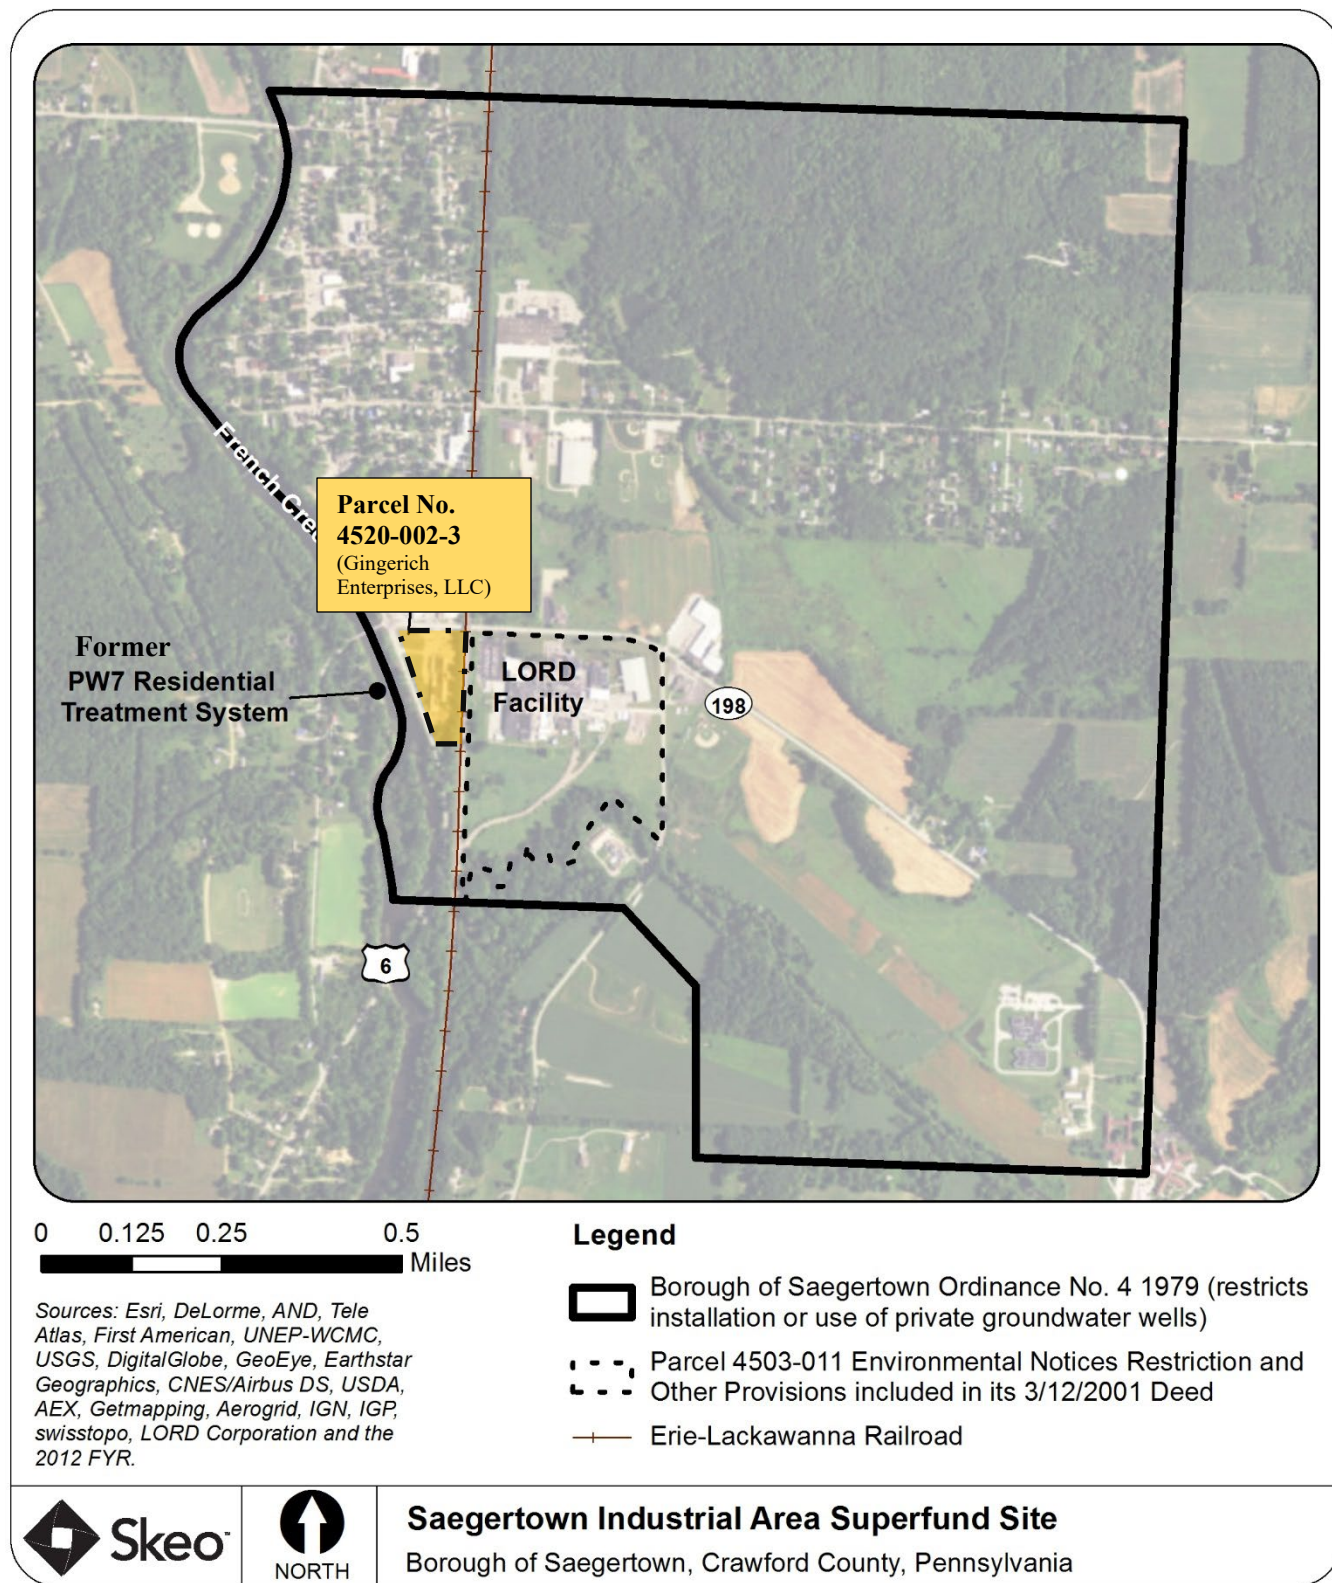 French Cree
Parcel No.
4520-002-3
(Gingerich
Enterprises, LLC)
Former
PW7 Residential
Treatment System
LORD
Facility
198
6
0 0.125 0.25 0.5
Miles
Sources: Esri, DeLorme, AND, Tele
Atlas, First American, UNEP-WCMC,
USGS, DigitalGlobe, GeoEye, Earthstar
Geographics, CNES/Airbus DS, USDA,
AEX, Getmapping, Aerogrid, IGN, IGP,
swisstopo, LORD Corporation and the
2012 FYR.
Legend
Borough of Saegertown Ordinance No. 4 1979 (restricts
installation or use of private groundwater wells)
Parcel 4503-011 Environmental Notices Restriction and
Other Provisions included in its 3/12/2001 Deed
Erie-Lackawanna Railroad
Skeo
NORTH
Saegertown Industrial Area Superfund Site
Borough of Saegertown, Crawford County, Pennsylvania